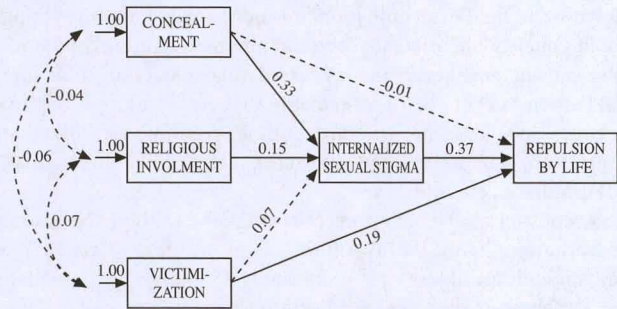 1.00
CONCEAL-
MENT
-0.04
0.33
-0.01
-0.06
1.00
RELIGIOUS
INVOLMENT
0.15
INTERNALIZED
SEXUAL STIGMA
0.37
REPULSION
BY LIFE
0.07
0.07
0.19
1.00
VICTIMI-
ZATION